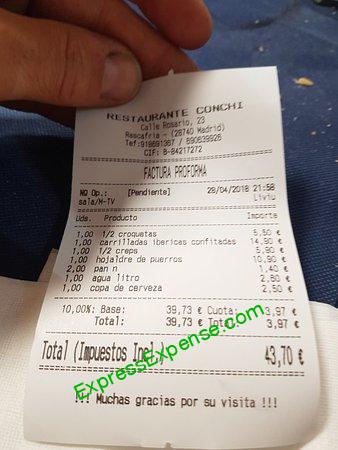 RESTAURANTE CONCHI
Calle Rosario, 23
Rascafria - (28740 Madrid)
Tef:918691387 / 690639926
CIF: B-84217272
FACTURA PROFORMA
Nº Op.: [Pendiente] 28/04/2018 21:58
sala/M-TV Liviu
Uds. Producto Importe
1,00 1/2 croquetas 5,50 €
1,00 carrilladas ibericas confitadas 14,90 €
1,00 1/2 creps 5,90 €
1,00 hojaldre de puerros 10,90 €
2,00 pan n 1,40 €
1,00 agua litro 2,60 €
1,00 copa de cerveza 2,50 €
10,00%: Base: 39,73 € Cuota: 3,97 €
Total: 39,73 € Total: 3,97 €
Total (Impuestos Incl.) 43,70 €
ExpressExpense.com
!!! Muchas gracias por su visita !!!